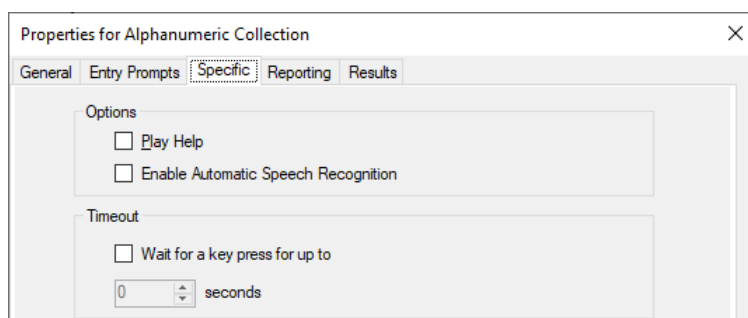 Properties for Alphanumeric Collection
General Entry Prompts Specific Reporting Results
Options
Play Help
Enable Automatic Speech Recognition
Timeout
Wait for a key press for up to
0 seconds